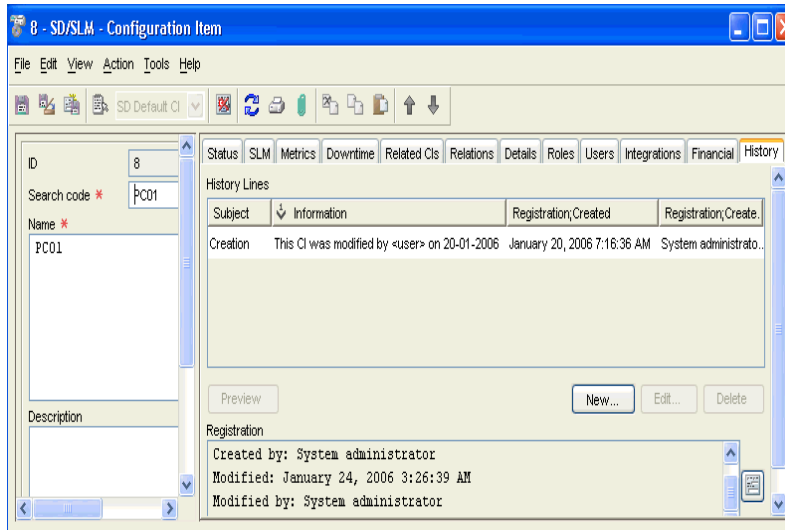 8 - SD/SLM - Configuration Item
File Edit View Action Tools Help
SD Default CI
ID 8
Search code * PC01
Name *
PC01
Description
Status SLM Metrics Downtime Related CIs Relations Details Roles Users Integrations Financial History
History Lines
Subject Information Registration;Created Registration;Create.
Creation This CI was modified by <user> on 20-01-2006 January 20, 2006 7:16:36 AM System administrato..
Preview New... Edit... Delete
Registration
Created by: System administrator
Modified: January 24, 2006 3:26:39 AM
Modified by: System administrator